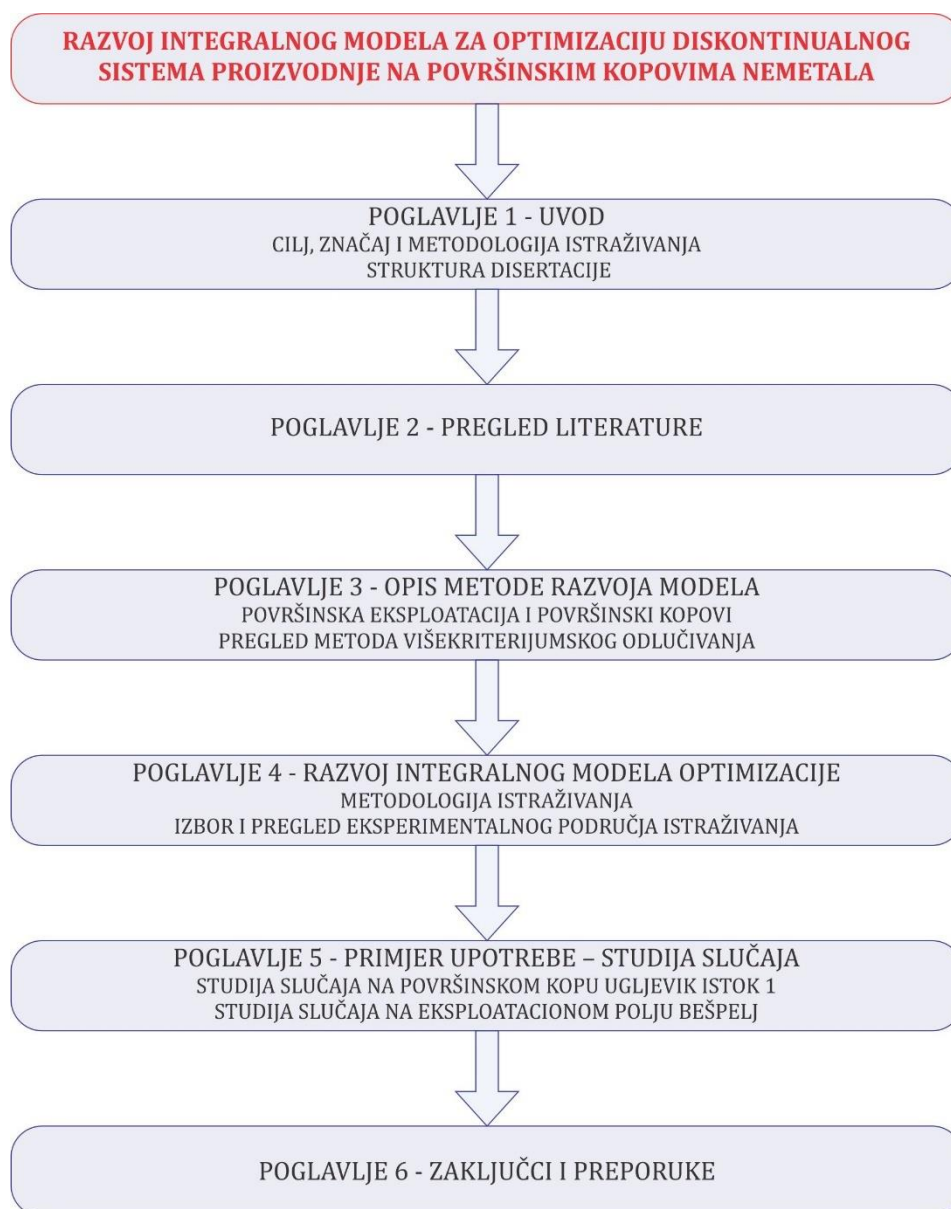 RAZVOJ INTEGRALNOG MODELA ZA OPTIMIZACIJU DISKONTINUALNOG
SISTEMA PROIZVODNJE NA POVRŠINSKIM KOPOVIMA NEMETALA
POGLAVLJE 1 - UVOD
CILJ, ZNAČAJ I METODOLOGIJA ISTRAŽIVANJA
STRUKTURA DISERTACIJE
POGLAVLJE 2 - PREGLED LITERATURE
POGLAVLJE 3 - OPIS METODE RAZVOJA MODELA
POVRŠINSKA EKSPLOATACIJA I POVRŠINSKI KOPOVI
PREGLED METODA VIŠEKRITERIJUMSKOG ODLUČIVANJA
POGLAVLJE 4 - RAZVOJ INTEGRALNOG MODELA OPTIMIZACIJE
METODOLOGIJA ISTRAŽIVANJA
IZBOR I PREGLED EKSPERIMENTALNOG PODRUČJA ISTRAŽIVANJA
POGLAVLJE 5 - PRIMJER UPOTREBE – STUDIJA SLUČAJA
STUDIJA SLUČAJA NA POVRŠINSKOM KOPU UGLJEVIK ISTOK 1
STUDIJA SLUČAJA NA EKSPLOATACIONOM POLJU BEŠPELJ
POGLAVLJE 6 - ZAKLJUČCI I PREPORUKE